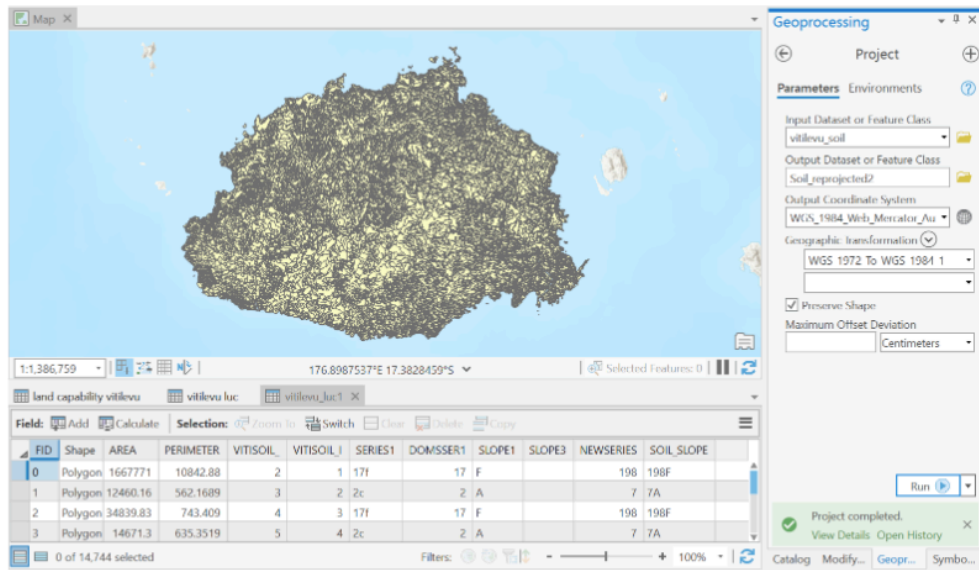 Map
Geoprocessing
Project
Parameters Environments
Input Dataset or Feature Class
vitilevu_soil
Output Dataset or Feature Class
Soil_reprojected2
Output Coordinate System
WGS_1984_Web_Mercator_Au
Geographic Transformation
WGS 1972 To WGS 1984 1
Preserve Shape
Maximum Offset Deviation
Centimeters
Run
Project completed.
View Details Open History
Catalog Modify... Geopr... Symbo...
1:1,386,759
176.8987537°E 17.3828459°S
Selected Features: 0
land capability vitilevu vitilevu luc vitilevu_luc1
Field: Add Calculate Selection: Zoom To Switch Clear Delete Copy
FID Shape AREA PERIMETER VITISOIL_ VITISOIL_I SERIES1 DOMSSER1 SLOPE1 SLOPE3 NEWSERIES SOIL_SLOPE
0 Polygon 1667771 10842.88 2 1 17f 17 F 198 198F
1 Polygon 12460.16 562.1689 3 2 2c 2 A 7 7A
2 Polygon 34839.83 743.409 4 3 17f 17 F 198 198F
3 Polygon 14671.3 635.3519 5 4 2c 2 A 7 7A
0 of 14,744 selected
Filters:
- + 100%